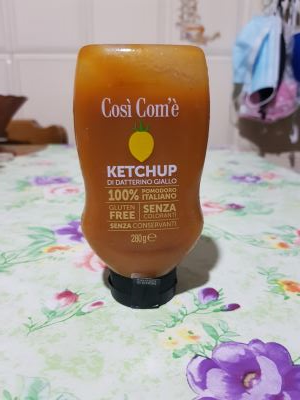 Così Com'è
KETCHUP
DI DATTERINO GIALLO
100% POMODORO ITALIANO
GLUTEN FREE
SENZA COLORANTI
SENZA CONSERVANTI
280g e